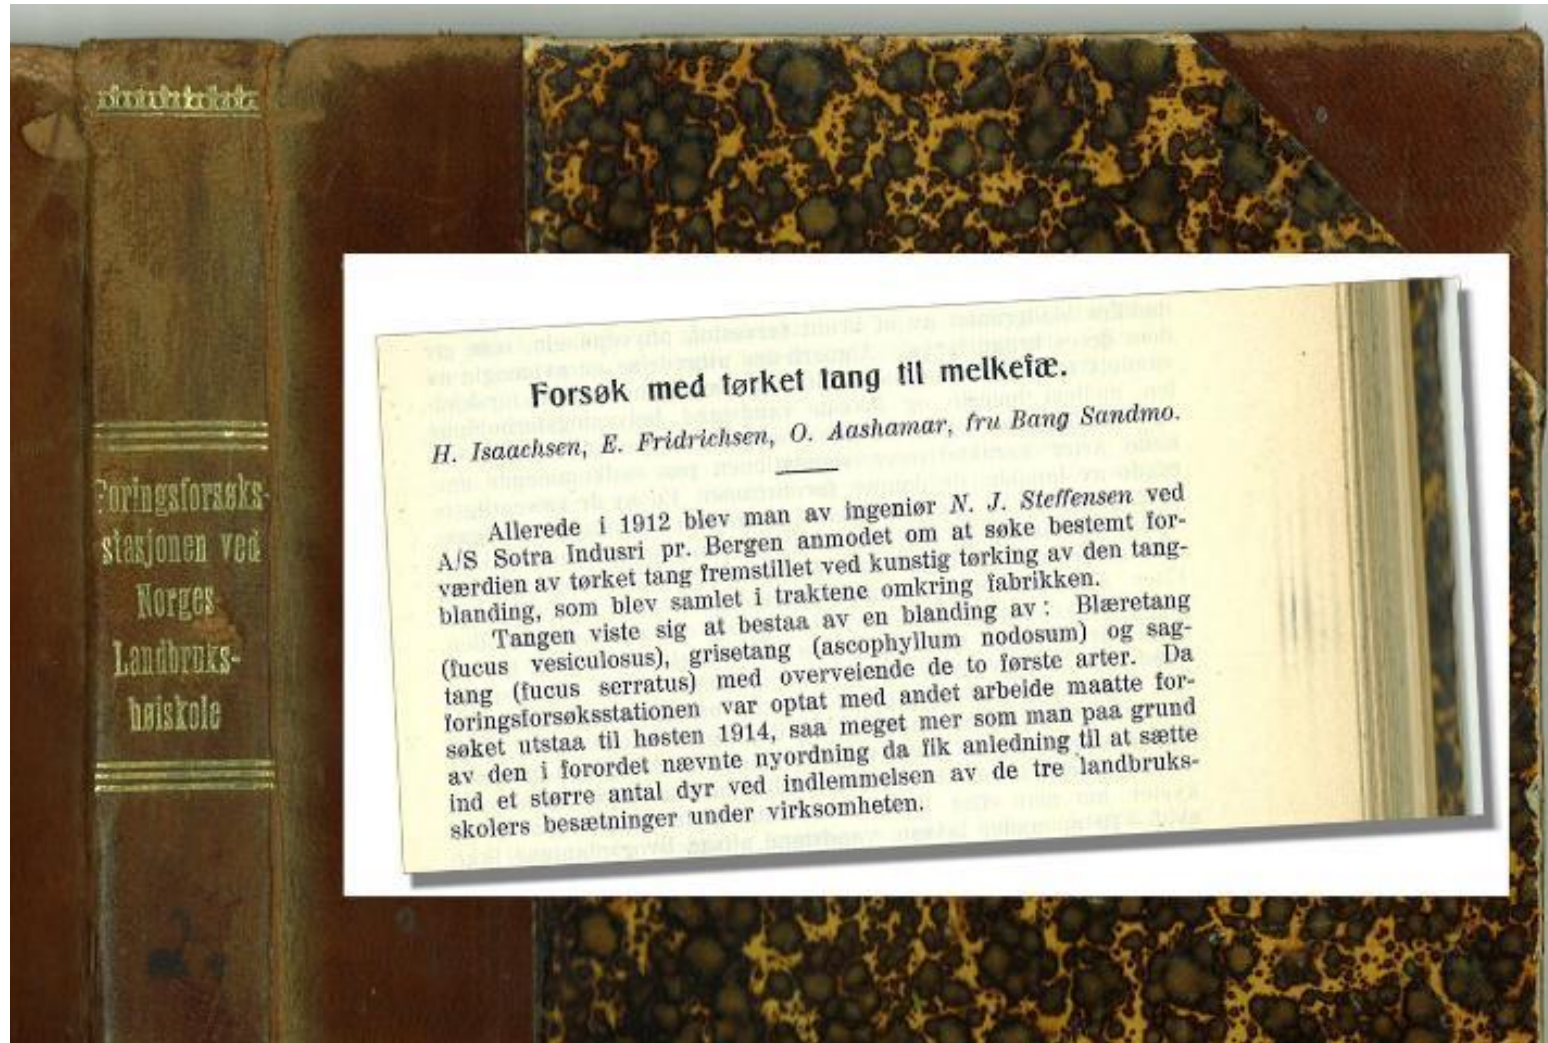 Foringsforsøks-
stasjonen ved
Norges
Landbruks-
høiskole
Forsøk med tørket tang til melkefæ.
H. Isaachsen, E. Fridrichsen, O. Aashamar, fru Bang Sandmo.
Allerede i 1912 blev man av ingeniør N. J. Steffensen ved
A/S Sotra Indusri pr. Bergen anmodet om at søke bestemt for-
værdien av tørket tang fremstillet ved kunstig tørking av den tang-
blanding, som blev samlet i traktene omkring fabrikken.
Tangen viste sig at bestaa av en blanding av: Blæretang
(fucus vesiculosus), grisetang (ascophyllum nodosum) og sag-
tang (fucus serratus) med overveiende de to første arter. Da
foringsforsøksstationen var optat med andet arbeide maatte for-
søket utstaa til høsten 1914, saa meget mer som man paa grund
av den i forordet nævnte nyordning da fik anledning til at sætte
ind et større antal dyr ved indlemmelsen av de tre landbruks-
skolers besætninger under virksomheten.